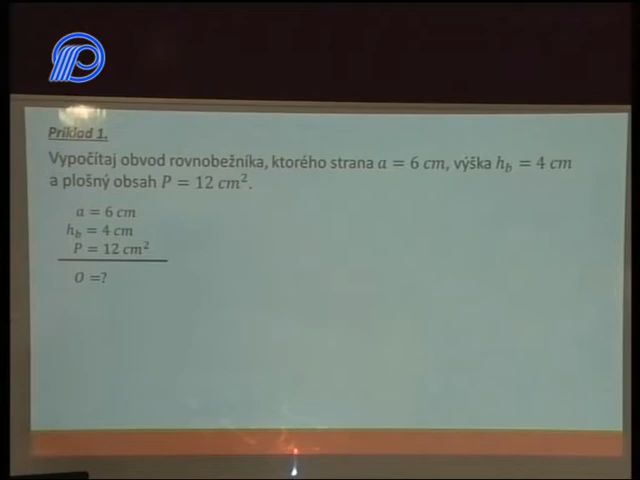 Príklad 1.
Vypočítaj obvod rovnobežníka, ktorého strana a = 6 cm, výška h_b = 4 cm
a plošný obsah P = 12 cm².
a = 6 cm
h_b = 4 cm
P = 12 cm²
O =?